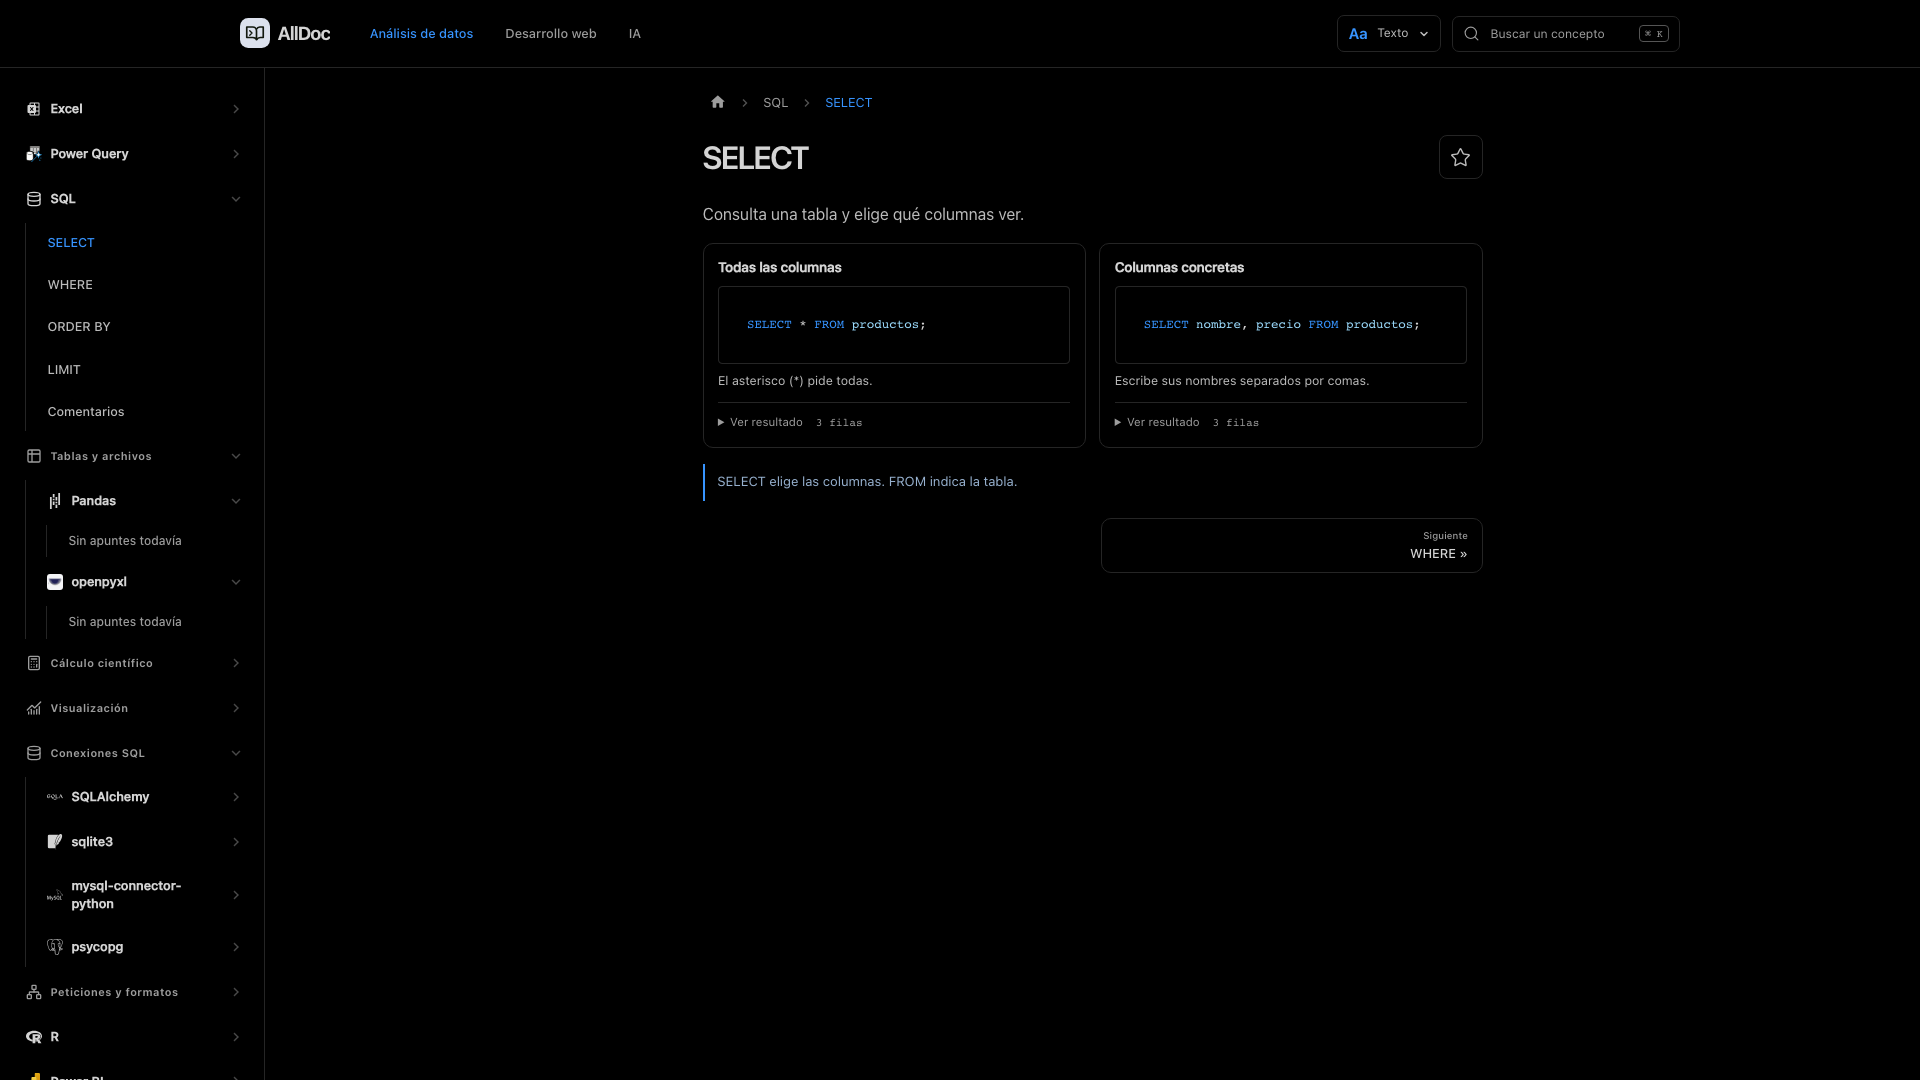 AllDoc
Análisis de datos
Desarrollo web
IA
Aa Texto
Buscar un concepto
⌘ K
Excel
Power Query
SQL
SELECT
WHERE
ORDER BY
LIMIT
Comentarios
Tablas y archivos
Pandas
Sin apuntes todavía
openpyxl
Sin apuntes todavía
Cálculo científico
Visualización
Conexiones SQL
SQLAlchemy
sqlite3
mysql-connector-
python
psycopg
Peticiones y formatos
R
Power BI
SQL
SELECT
SELECT
Consulta una tabla y elige qué columnas ver.
Todas las columnas
SELECT * FROM productos;
El asterisco (*) pide todas.
Ver resultado 3 filas
Columnas concretas
SELECT nombre, precio FROM productos;
Escribe sus nombres separados por comas.
Ver resultado 3 filas
SELECT elige las columnas. FROM indica la tabla.
Siguiente
WHERE »